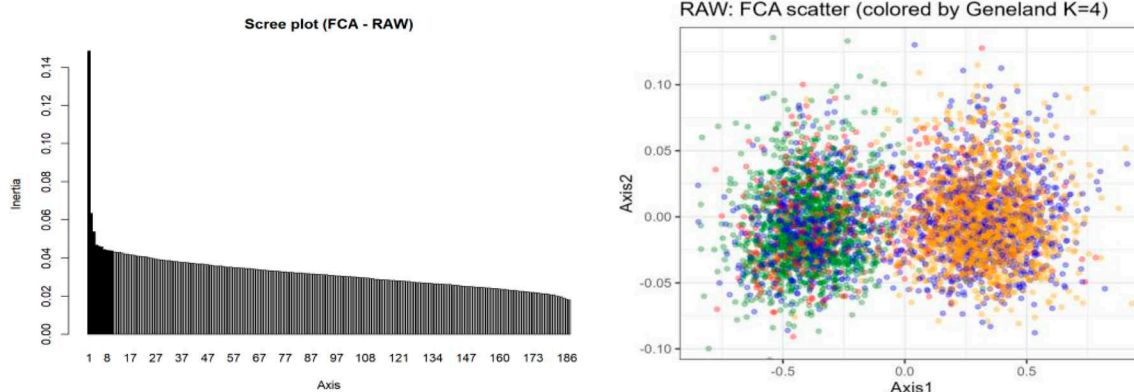 Scree plot (FCA - RAW)
Inertia
0.14
0.12
0.10
0.08
0.06
0.04
0.02
0.00
1 8 17 27 37 47 57 67 77 87 97 108 121 134 147 160 173 186
Axis
RAW: FCA scatter (colored by Geneland K=4)
Axis2
0.10
0.05
0.00
-0.05
-0.10
-0.5 0.0 0.5
Axis1